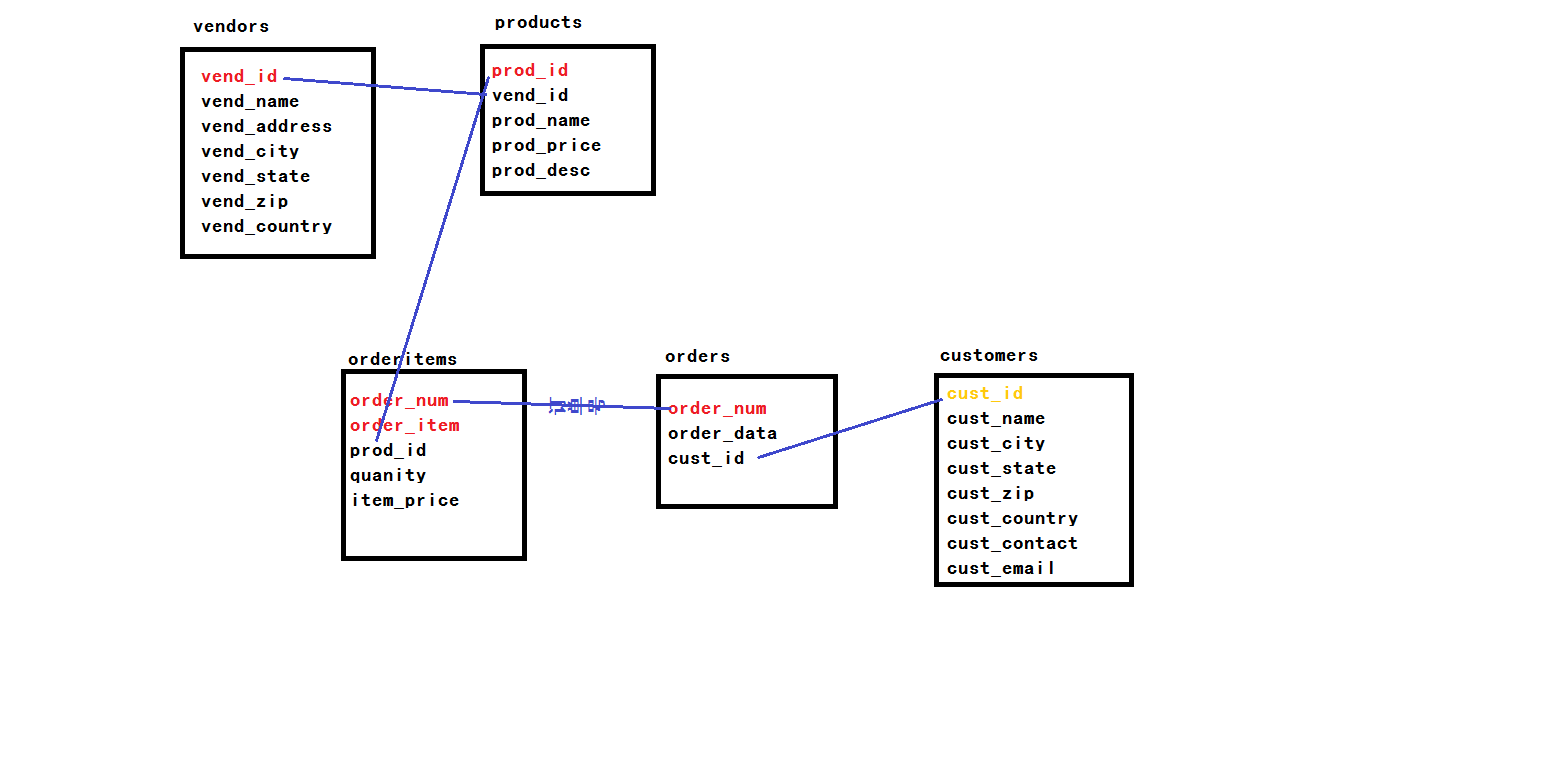 vendors
vend_id
vend_name
vend_address
vend_city
vend_state
vend_zip
vend_country
products
prod_id
vend_id
prod_name
prod_price
prod_desc
orderitems
order_num
order_item
prod_id
quanity
item_price
orders
order_num
order_data
cust_id
customers
cust_id
cust_name
cust_city
cust_state
cust_zip
cust_country
cust_contact
cust_email